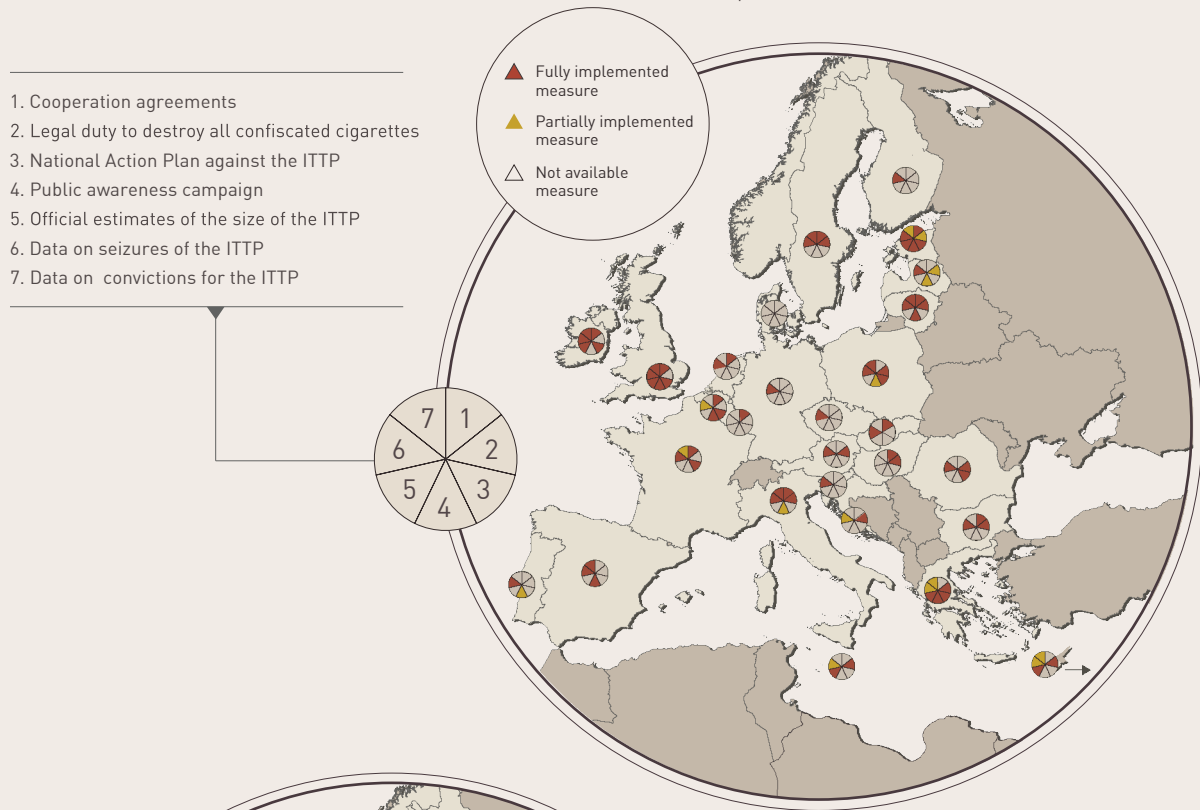 Fully implemented
measure
Partially implemented
measure
Not available
measure
1. Cooperation agreements
2. Legal duty to destroy all confiscated cigarettes
3. National Action Plan against the ITTP
4. Public awareness campaign
5. Official estimates of the size of the ITTP
6. Data on seizures of the ITTP
7. Data on  convictions for the ITTP
7 1
6 2
5 3
4